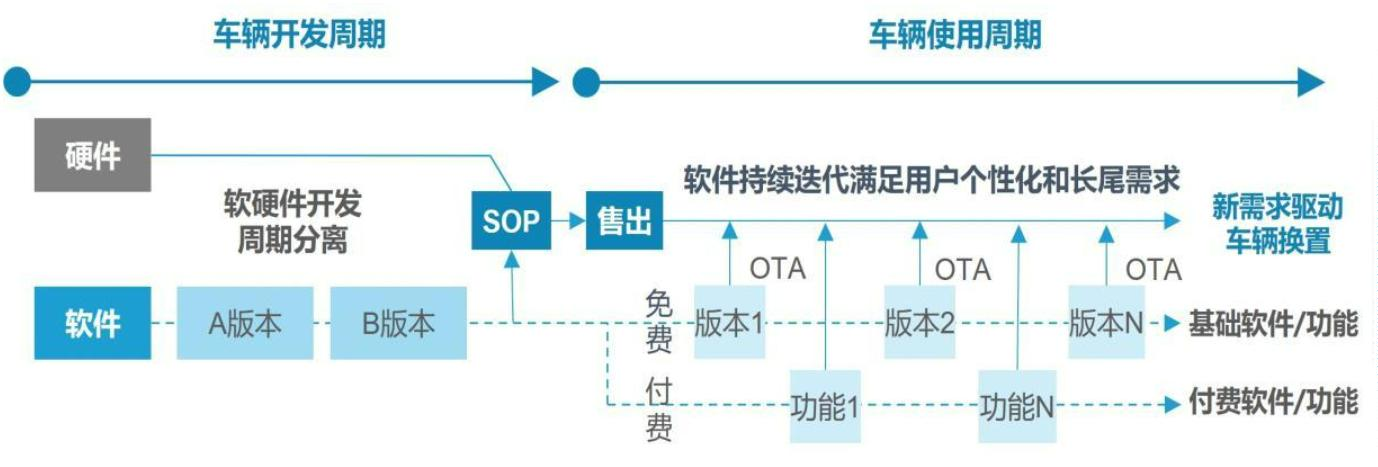 车辆开发周期
车辆使用周期
硬件
软硬件开发
周期分离
SOP
售出
软件持续迭代满足用户个性化和长尾需求
新需求驱动
车辆换置
OTA
OTA
OTA
软件
A版本
B版本
免费
版本1
版本2
版本N
基础软件/功能
付费
功能1
功能N
付费软件/功能